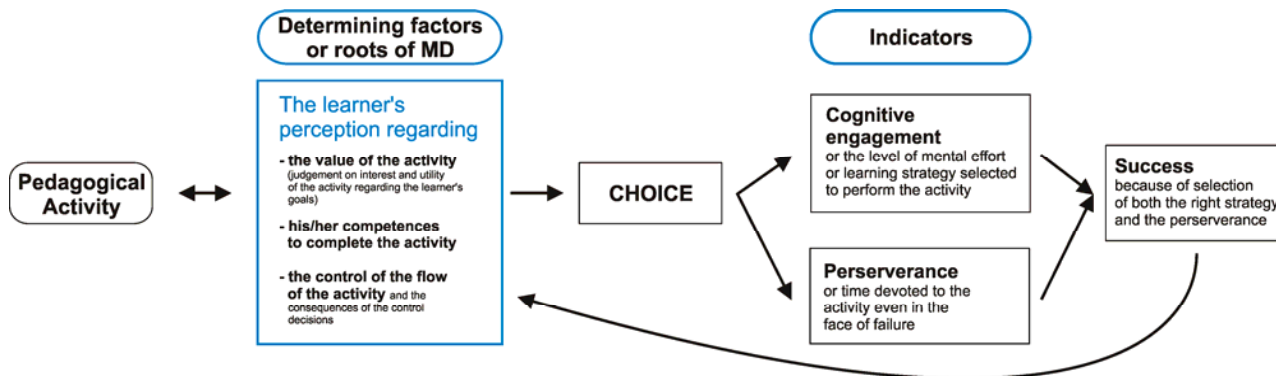 Determining factors
or roots of MD
Indicators
The learner's
perception regarding
- the value of the activity
(judgement on interest and utility
of the activity regarding the learner's
goals)
- his/her competences
to complete the activity
- the control of the flow
of the activity and the
consequences of the control
decisions
Pedagogical
Activity
CHOICE
Cognitive
engagement
or the level of mental effort
or learning strategy selected
to perform the activity
Perserverance
or time devoted to the
activity even in the
face of failure
Success
because of selection
of both the right strategy
and the perserverance